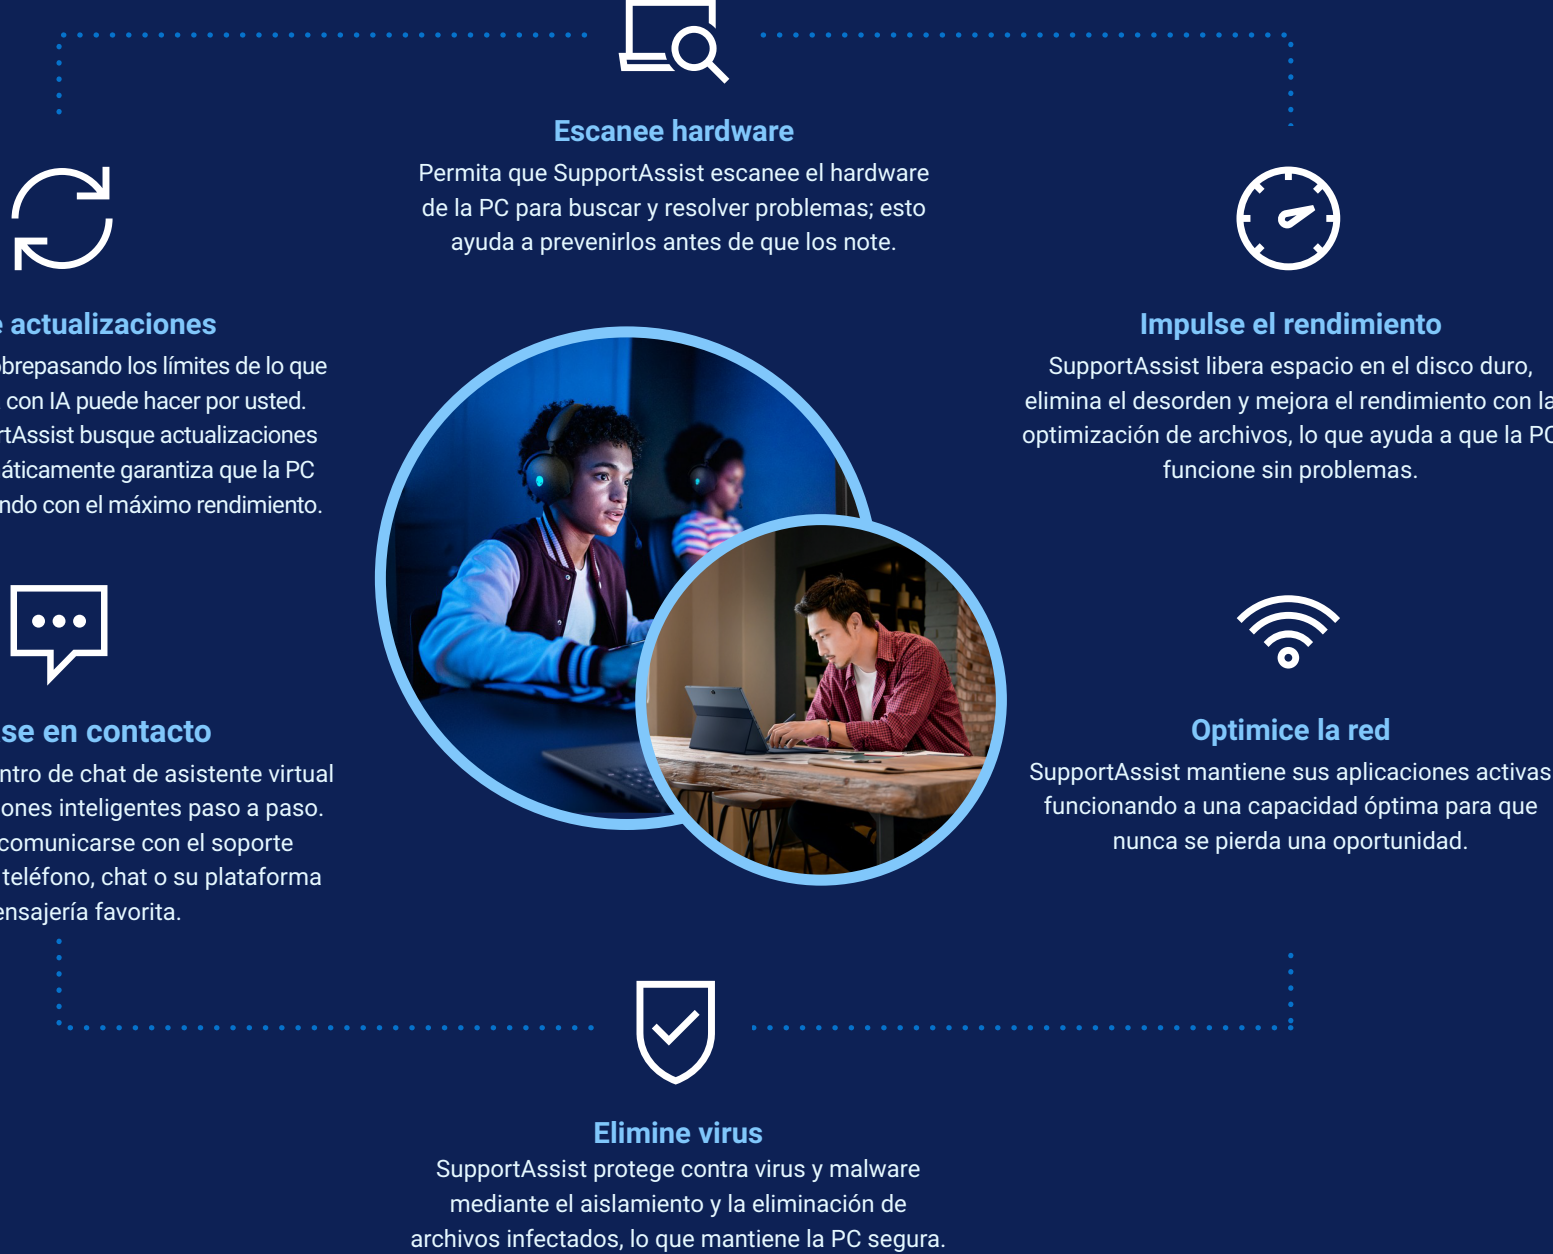 Escanee hardware
Permita que SupportAssist escanee el hardware
de la PC para buscar y resolver problemas; esto
ayuda a prevenirlos antes de que los note.
actualizaciones
obrepasando los límites de lo que
con IA puede hacer por usted.
rtAssist busque actualizaciones
áticamente garantiza que la PC
ndo con el máximo rendimiento.
Impulse el rendimiento
SupportAssist libera espacio en el disco duro,
elimina el desorden y mejora el rendimiento con la
optimización de archivos, lo que ayuda a que la PC
funcione sin problemas.
se en contacto
ntro de chat de asistente virtual
ones inteligentes paso a paso.
comunicarse con el soporte
teléfono, chat o su plataforma
ensajería favorita.
Optimice la red
SupportAssist mantiene sus aplicaciones activas
funcionando a una capacidad óptima para que
nunca se pierda una oportunidad.
Elimine virus
SupportAssist protege contra virus y malware
mediante el aislamiento y la eliminación de
archivos infectados, lo que mantiene la PC segura.